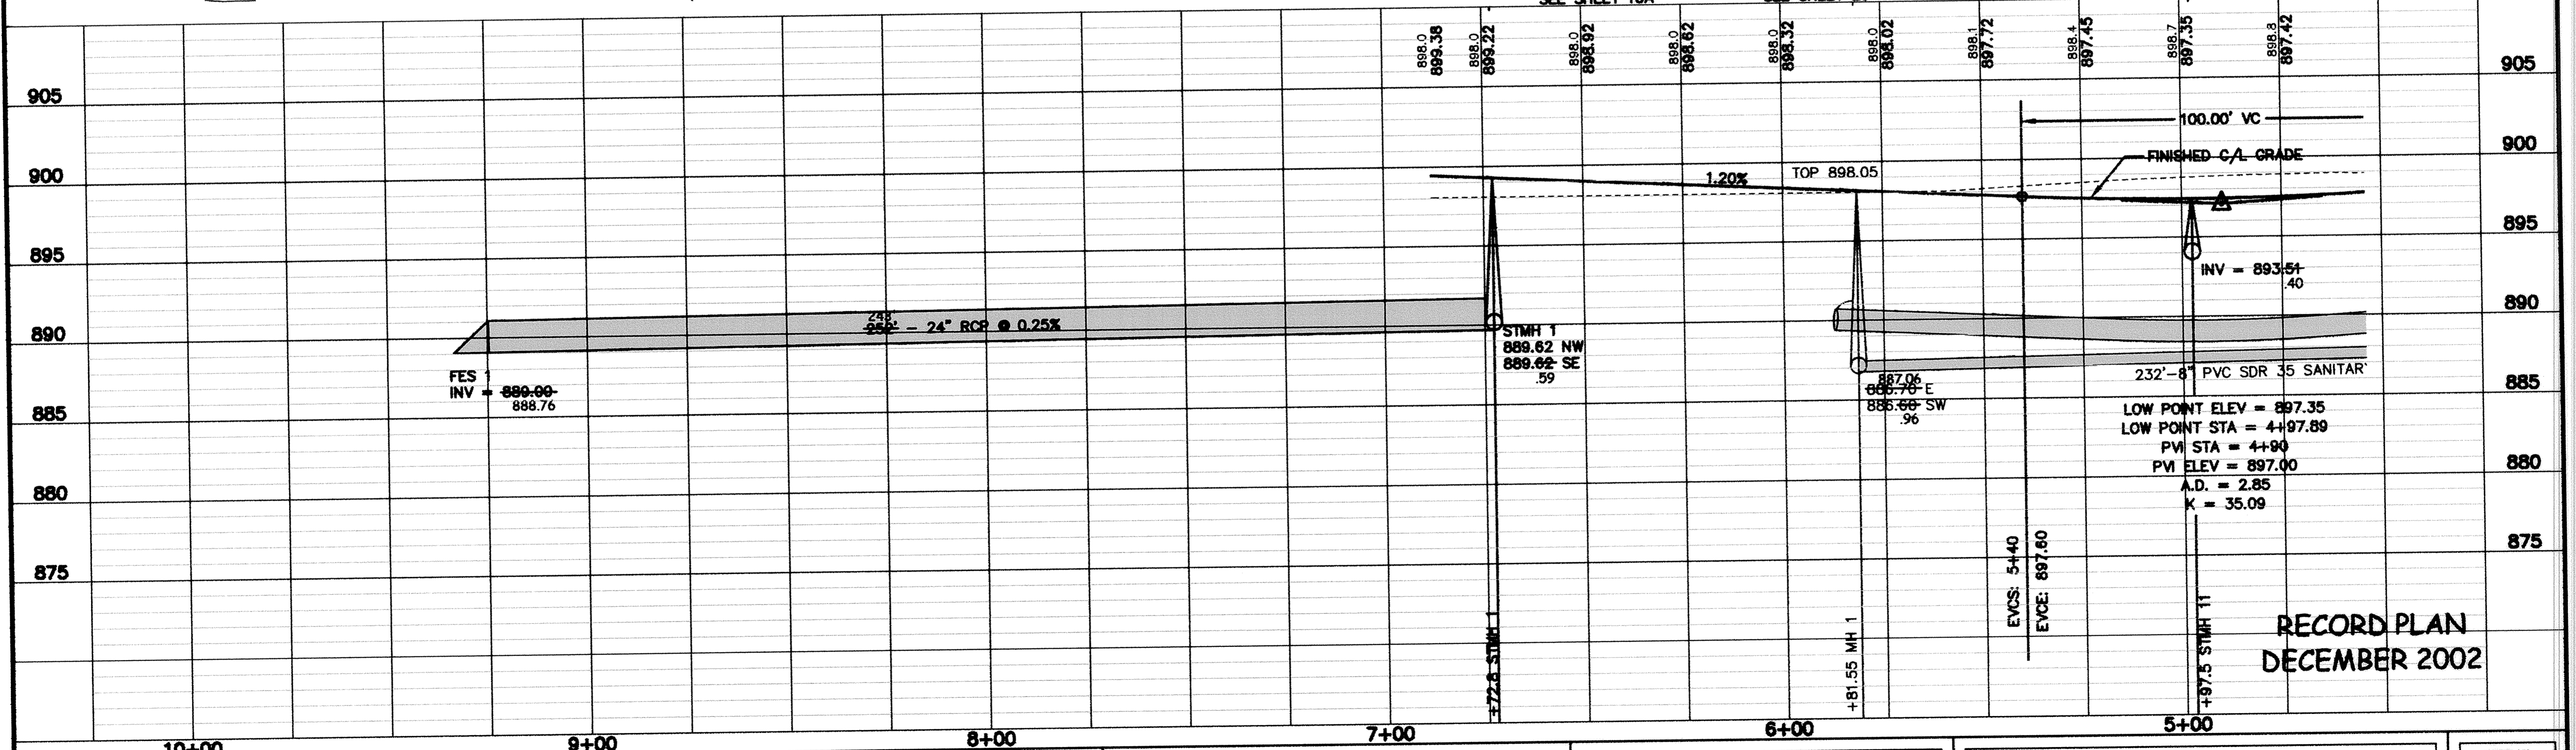 898.0
899.38
898.0
899.22
898.0
898.92
898.0
898.62
898.0
898.32
898.0
898.02
898.1
897.72
898.4
897.45
898.7
897.35
898.8
897.42
905
905
100.00' VC
900
FINISHED C/L GRADE
900
1.20%
TOP 898.05
895
895
INV = 893.51
.40
890
248'
252' - 24" RCP @ 0.25%
890
STMH 1
889.62 NW
889.62 SE
.59
FES 1
INV = 889.00
888.76
885
887.06
886.70 E
886.60 SW
.96
232'-8" PVC SDR 35 SANITAR
885
LOW POINT ELEV = 897.35
LOW POINT STA = 4+97.89
PVI STA = 4+90
PVI ELEV = 897.00
A.D. = 2.85
K = 35.09
880
880
875
875
EVCS: 5+40
EVCE: 897.60
+72.8 STMH 1
+81.55 MH 1
+97.5 STMH 11
RECORD PLAN
DECEMBER 2002
10+00
9+00
8+00
7+00
6+00
5+00